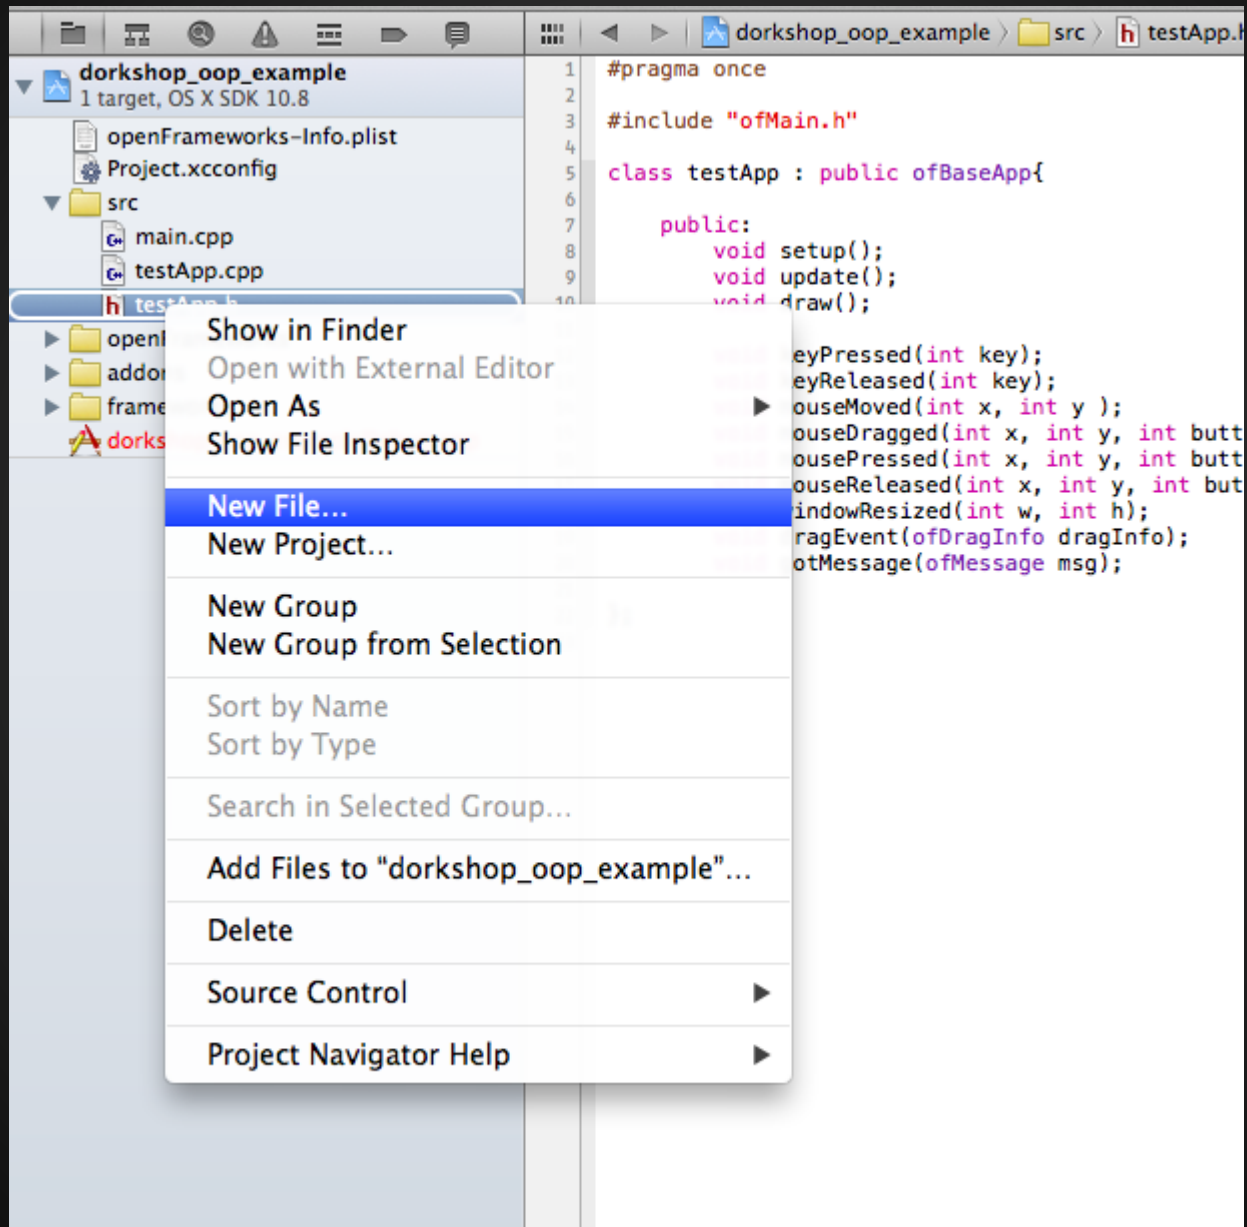 dorkshop_oop_example
src
testApp.h
dorkshop_oop_example
1 target, OS X SDK 10.8
openFrameworks-Info.plist
Project.xcconfig
src
main.cpp
testApp.cpp
testApp.h
Show in Finder
Open with External Editor
Open As
Show File Inspector
New File...
New Project...
New Group
New Group from Selection
Sort by Name
Sort by Type
Search in Selected Group...
Add Files to "dorkshop_oop_example"...
Delete
Source Control
Project Navigator Help
1 #pragma once
2
3 #include "ofMain.h"
4
5 class testApp : public ofBaseApp{
6
7 public:
8 void setup();
9 void update();
10 void draw();
eyPressed(int key);
eyReleased(int key);
ouseMoved(int x, int y );
ouseDragged(int x, int y, int butt
ousePressed(int x, int y, int butt
ouseReleased(int x, int y, int but
indowResized(int w, int h);
ragEvent(ofDragInfo dragInfo);
otMessage(ofMessage msg);